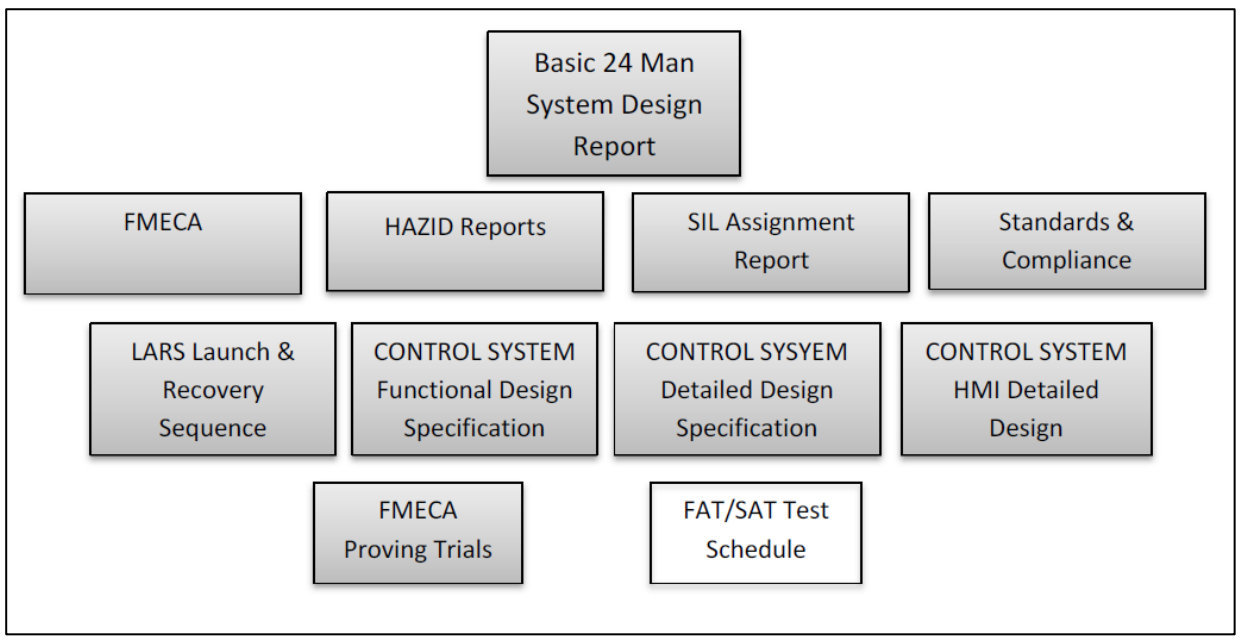 Basic 24 Man
System Design
Report
FMECA
HAZID Reports
SIL Assignment
Report
Standards &
Compliance
LARS Launch &
Recovery
Sequence
CONTROL SYSTEM
Functional Design
Specification
CONTROL SYSYEM
Detailed Design
Specification
CONTROL SYSTEM
HMI Detailed
Design
FMECA
Proving Trials
FAT/SAT Test
Schedule